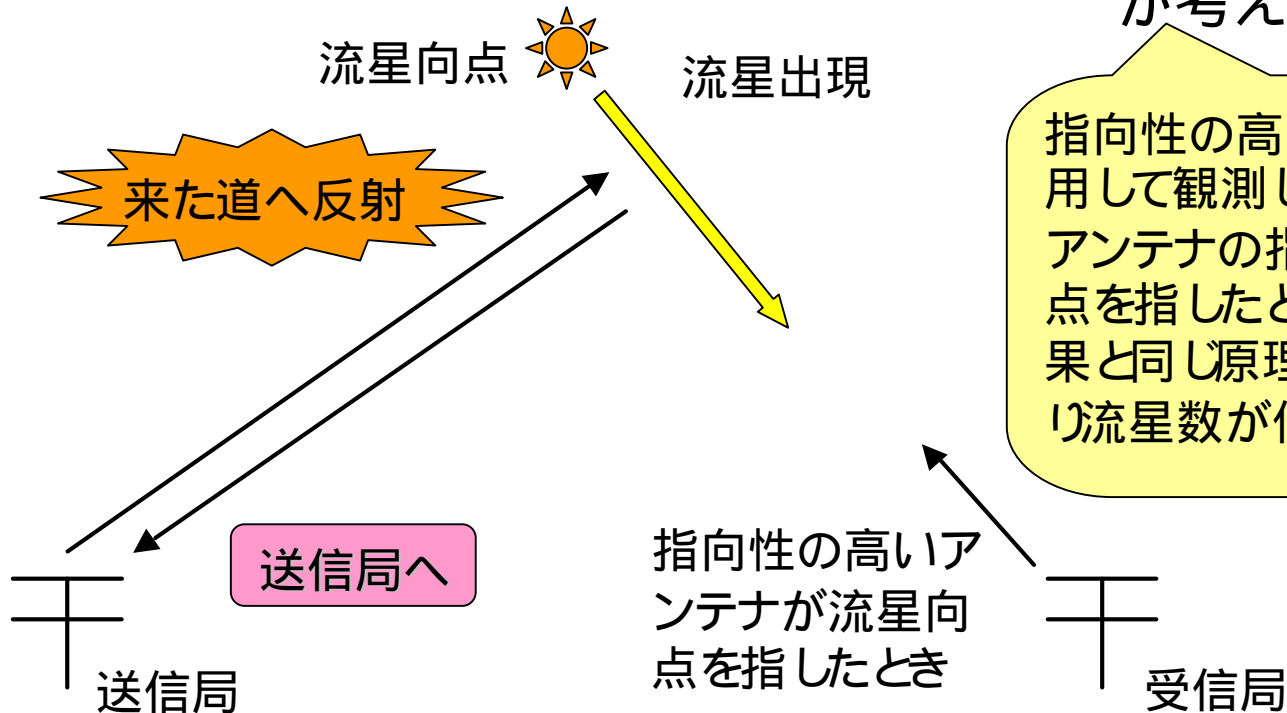 が考え
流星向点
流星出現
来た道へ反射
指向性の高
用して観測し
アンテナの指
点を指したと
果と同じ原理
り流星数が低
送信局へ
指向性の高いア
ンテナが流星向
点を指したとき
送信局
受信局